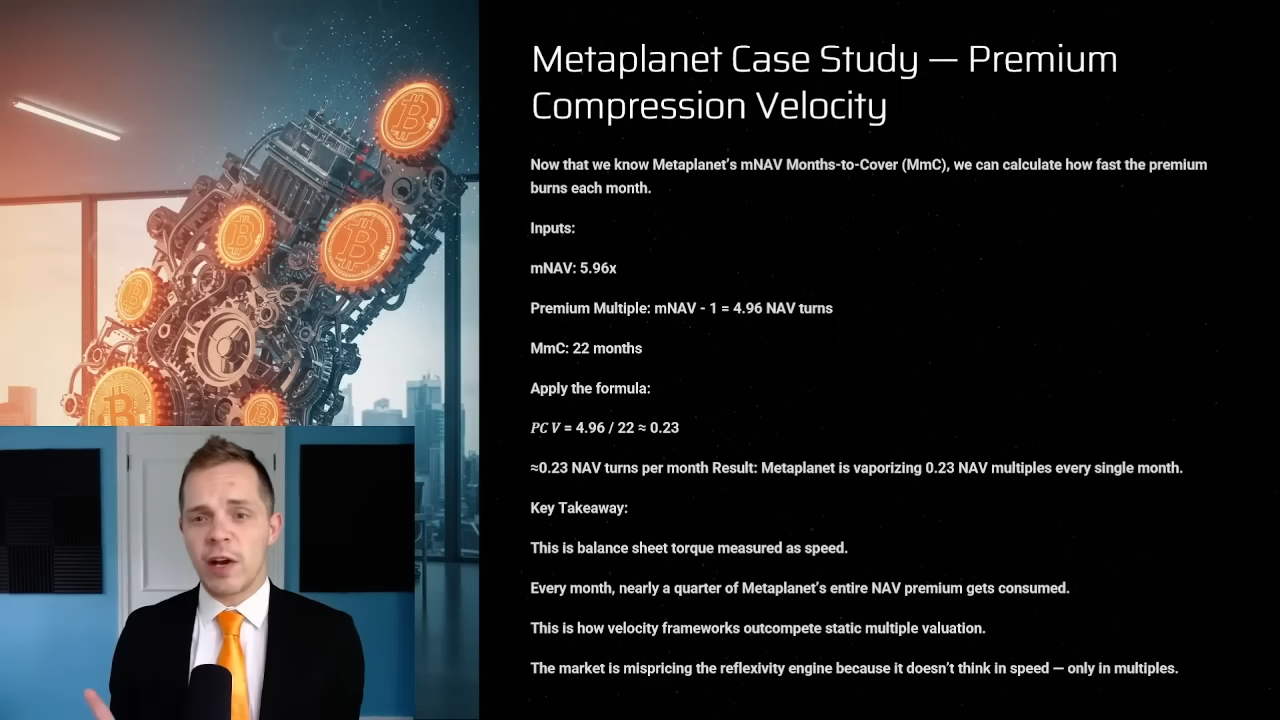 Metaplanet Case Study — Premium
Compression Velocity
Now that we know Metaplanet’s mNAV Months-to-Cover (MmC), we can calculate how fast the premium
burns each month.
Inputs:
mNAV: 5.96x
Premium Multiple: mNAV - 1 = 4.96 NAV turns
MmC: 22 months
Apply the formula:
PCV = 4.96 / 22 ≈ 0.23
≈0.23 NAV turns per month Result: Metaplanet is vaporizing 0.23 NAV multiples every single month.
Key Takeaway:
This is balance sheet torque measured as speed.
Every month, nearly a quarter of Metaplanet’s entire NAV premium gets consumed.
This is how velocity frameworks outcompete static multiple valuation.
The market is mispricing the reflexivity engine because it doesn’t think in speed — only in multiples.